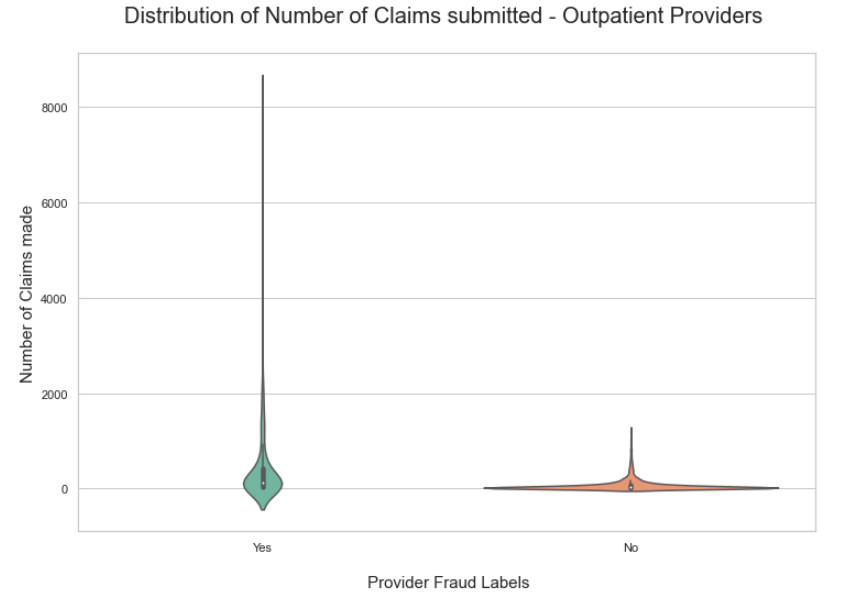 Distribution of Number of Claims submitted - Outpatient Providers
Number of Claims made
8000
6000
4000
2000
0
Yes
No
Provider Fraud Labels